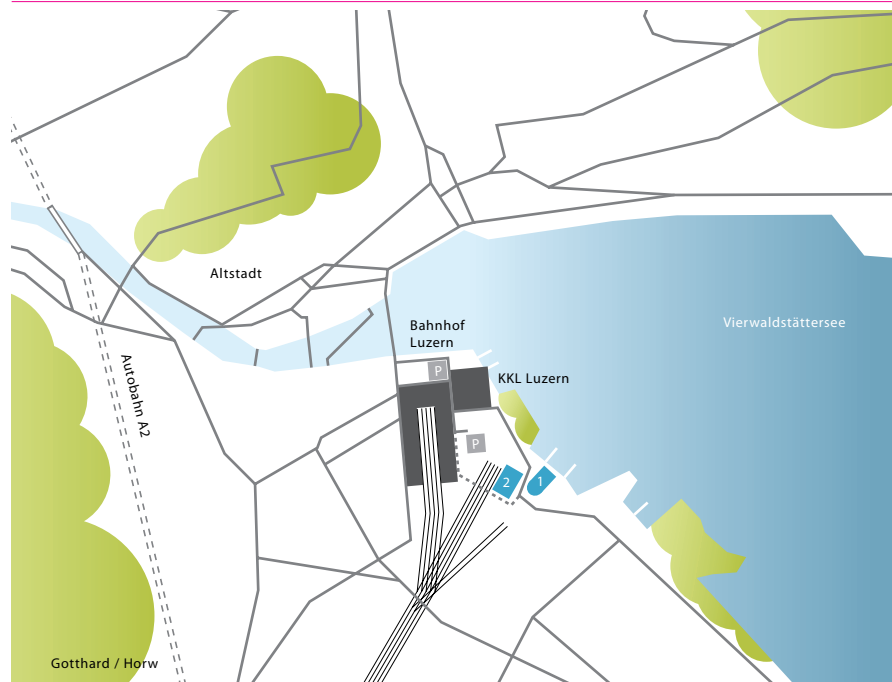 Altstadt
Vierwaldstättersee
Bahnhof
Luzern
P
KKL Luzern
Autobahn A2
P
2
1
Gotthard / Horw